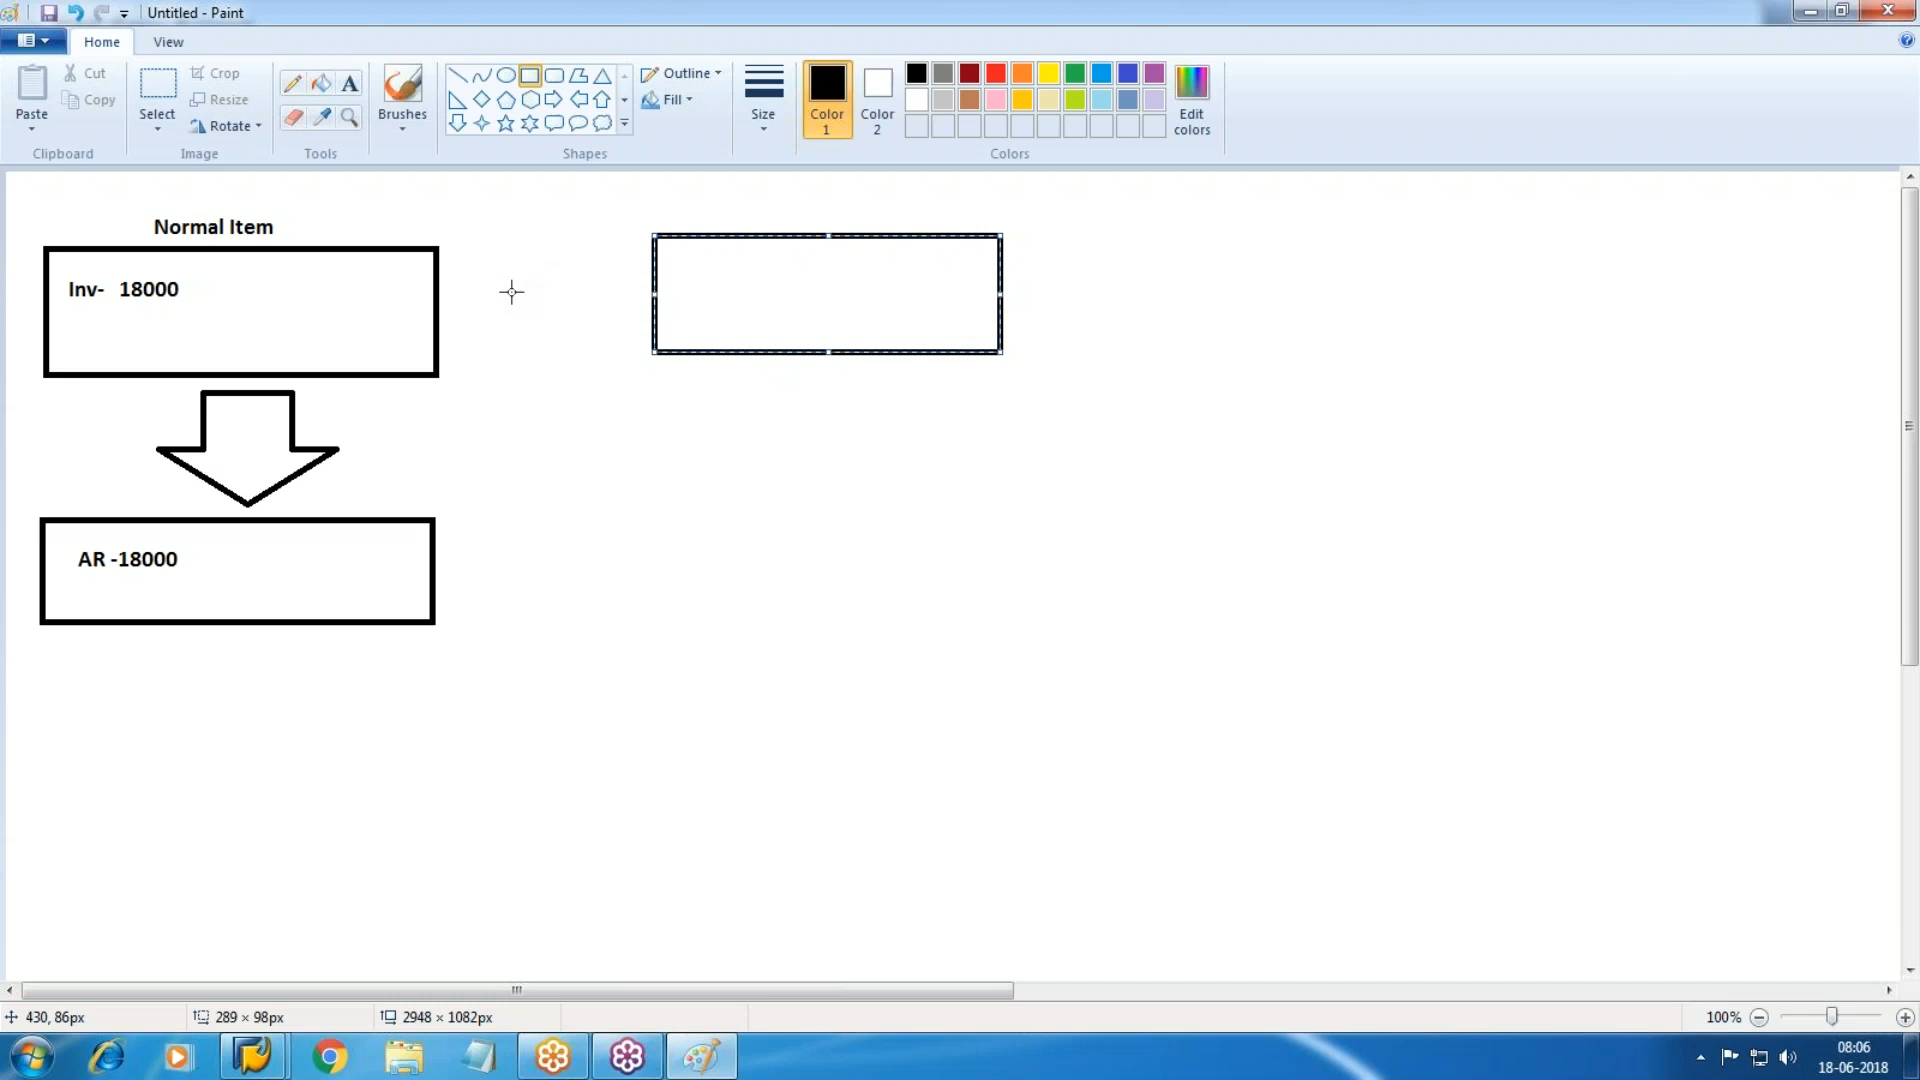 Untitled - Paint
Home
View
Paste
Cut
Copy
Clipboard
Select
Crop
Resize
Rotate
Image
A
Tools
Brushes
Shapes
Outline
Fill
Size
Color
1
Color
2
Edit
colors
Colors
Normal Item
Inv- 18000
AR -18000
430, 86px
289 × 98px
2948 × 1082px
100%
08:06
18-06-2018